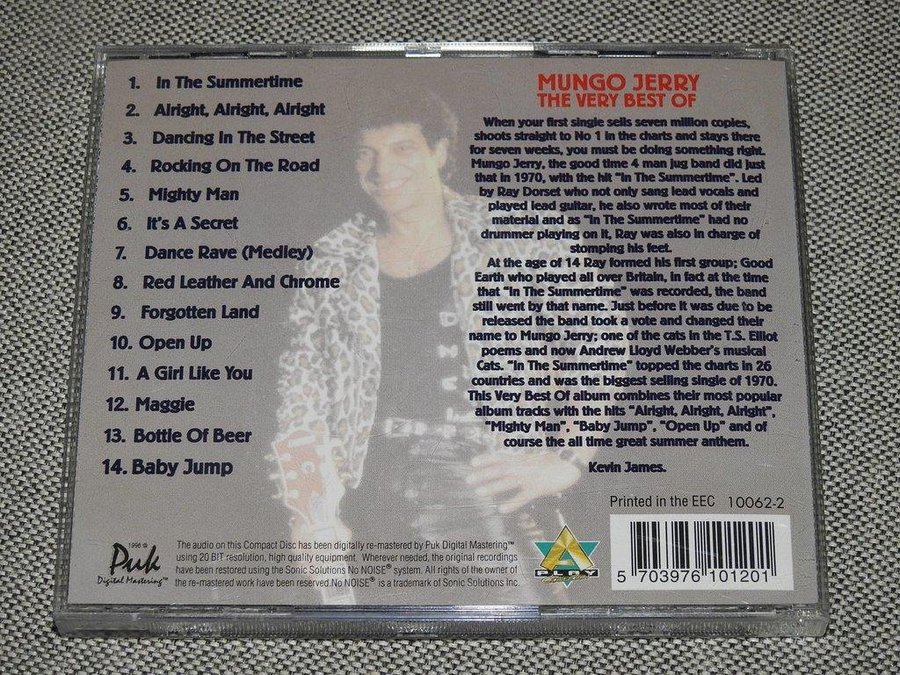 1. In The Summertime
2. Alright, Alright, Alright
3. Dancing In The Street
4. Rocking On The Road
5. Mighty Man
6. It's A Secret
7. Dance Rave (Medley)
8. Red Leather And Chrome
9. Forgotten Land
10. Open Up
11. A Girl Like You
12. Maggie
13. Bottle Of Beer
14. Baby Jump
MUNGO JERRY
THE VERY BEST OF
When your first single sells seven million copies,
shoots straight to No 1 in the charts and stays there
for seven weeks, you must be doing something right.
Mungo Jerry, the good time 4 man jug band did just
that in 1970, with the hit "In The Summertime". Led
by Ray Dorset who not only sang lead vocals and
played lead guitar, he also wrote most of their
material and as "In The Summertime" had no
drummer playing on it, Ray was also in charge of
stomping his feet.
At the age of 14 Ray formed his first group; Good
Earth who played all over Britain, in fact at the time
that "In The Summertime" was recorded, the band
still went by that name. Just before it was due to be
released the band took a vote and changed their
name to Mungo Jerry; one of the cats in the T.S. Elliot
poems and now Andrew Lloyd Webber's musical
Cats. "In The Summertime" topped the charts in 26
countries and was the biggest selling single of 1970.
This Very Best Of album combines their most popular
album tracks with the hits "Alright, Alright, Alright",
"Mighty Man", "Baby Jump", "Open Up" and of
course the all time great summer anthem.
Kevin James.
Printed in the EEC 10062-2
1996 ℗
Puk
Digital Mastering™
The audio on this Compact Disc has been digitally re-mastered by Puk Digital Mastering™
using 20 BIT resolution, high quality equipment. Wherever needed, the original recordings
have been restored using the Sonic Solutions No NOISE® system. All rights of the owner of
the re-mastered work have been reserved. No NOISE® is a trademark of Sonic Solutions Inc.
PLAY
5 703976 101201